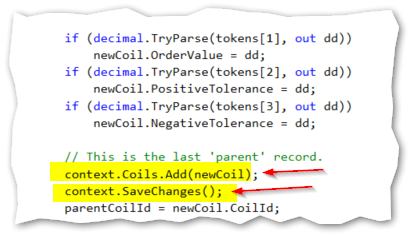 if (decimal.TryParse(tokens[1], out dd))
newCoil.OrderValue = dd;
if (decimal.TryParse(tokens[2], out dd))
newCoil.PositiveTolerance = dd;
if (decimal.TryParse(tokens[3], out dd))
newCoil.NegativeTolerance = dd;
// This is the last 'parent' record.
context.Coils.Add(newCoil);
context.SaveChanges();
parentCoilId = newCoil.CoilId;